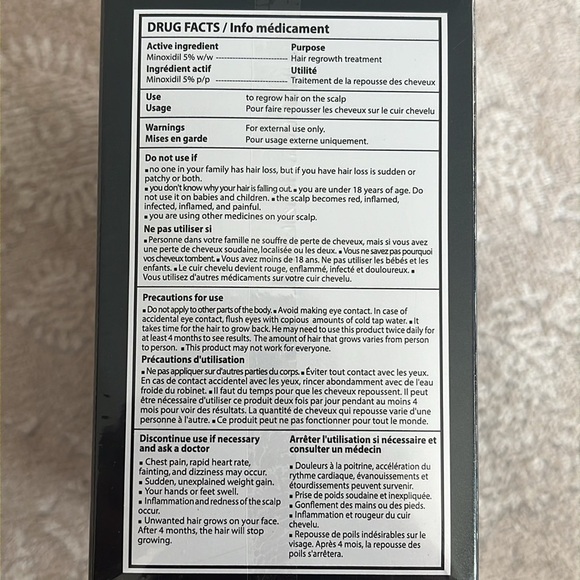 DRUG FACTS / Info médicament
Active ingredient Purpose
Minoxidil 5% w/w ---------------------- Hair regrowth treatment
Ingrédient actif Utilité
Minoxidil 5% p/p ---------------------- Traitement de la repousse des cheveux
Use to regrow hair on the scalp
Usage Pour faire repousser les cheveux sur le cuir chevelu
Warnings For external use only.
Mises en garde Pour usage externe uniquement.
Do not use if
▪ no one in your family has hair loss, but if you have hair loss is sudden or
patchy or both.
▪ you don't know why your hair is falling out. ▪ you are under 18 years of age. Do
not use it on babies and children. ▪ the scalp becomes red, inflamed,
infected, inflamed, and painful.
▪ you are using other medicines on your scalp.
Ne pas utiliser si
▪ Personne dans votre famille ne souffre de perte de cheveux, mais si vous avez
une perte de cheveux soudaine, localisée ou les deux. ▪ Vous ne savez pas pourquoi
vos cheveux tombent. ▪ Vous avez moins de 18 ans. Ne pas utiliser les bébés et les
enfants. ▪ Le cuir chevelu devient rouge, enflammé, infecté et douloureux. ▪
Vous utilisez d'autres médicaments sur votre cuir chevelu.
Precautions for use
▪ Do not apply to other parts of the body. ▪ Avoid making eye contact. In case of
accidental eye contact, flush eyes with copious amounts of cold tap water. ▪ It
takes time for the hair to grow back. He may need to use this product twice daily for
at least 4 months to see results. The amount of hair that grows varies from person
to person. ▪ This product may not work for everyone.
Précautions d'utilisation
▪ Ne pas appliquer sur d'autres parties du corps. ▪ Éviter tout contact avec les yeux.
En cas de contact accidentel avec les yeux, rincer abondamment avec de l'eau
froide du robinet. ▪ Il faut du temps pour que les cheveux repoussent. Il peut
être nécessaire d'utiliser ce produit deux fois par jour pendant au moins 4
mois pour voir des résultats. La quantité de cheveux qui repousse varie d'une
personne à l'autre. ▪ Ce produit peut ne pas fonctionner pour tout le monde.
Discontinue use if necessary
and ask a doctor
▪ Chest pain, rapid heart rate,
fainting, and dizziness may occur.
▪ Sudden, unexplained weight gain.
▪ Your hands or feet swell.
▪ Inflammation and redness of the scalp
occur.
▪ Unwanted hair grows on your face.
After 4 months, the hair will stop
growing.
Arrêter l'utilisation si nécessaire et
consulter un médecin
▪ Douleurs à la poitrine, accélération du
rythme cardiaque, évanouissements et
étourdissements peuvent survenir.
▪ Prise de poids soudaine et inexpliquée.
▪ Gonflement des mains ou des pieds.
▪ Inflammation et rougeur du cuir
chevelu.
▪ Repousse de poils indésirables sur le
visage. Après 4 mois, la repousse des
poils s'arrêtera.